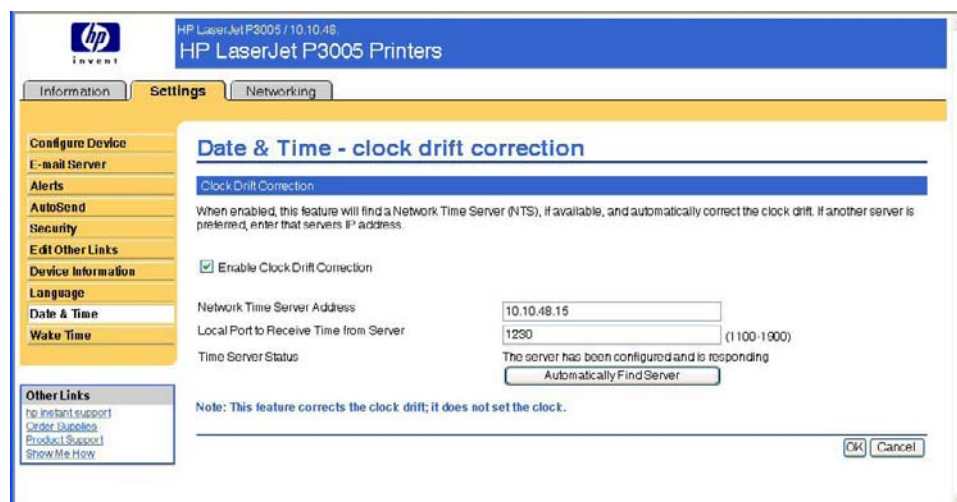 hp
invent
HP LaserJet P3005 / 10.10.48.
HP LaserJet P3005 Printers
Information
Settings
Networking
Configure Device
E-mail Server
Alerts
AutoSend
Security
Edit Other Links
Device Information
Language
Date & Time
Wake Time
Other Links
hp instant support
Order Supplies
Product Support
Show Me How
Date & Time - clock drift correction
Clock Drift Correction
When enabled, this feature will find a Network Time Server (NTS), if available, and automatically correct the clock drift. If another server is
preferred, enter that servers IP address.
Enable Clock Drift Correction
Network Time Server Address
10.10.48.15
Local Port to Receive Time from Server
1230
(1100-1900)
Time Server Status
The server has been configured and is responding
Automatically Find Server
Note: This feature corrects the clock drift; it does not set the clock.
OK
Cancel